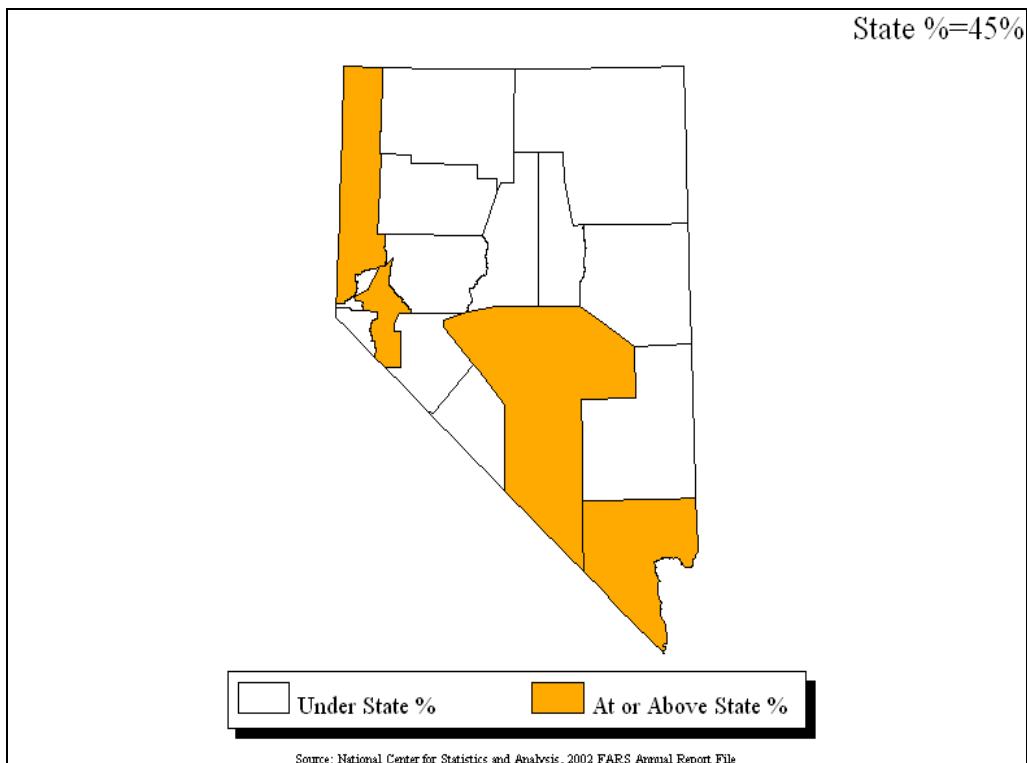 State %=45%
Under State %
At or Above State %
Source: National Center for Statistics and Analysis, 2002 FARS Annual Report File